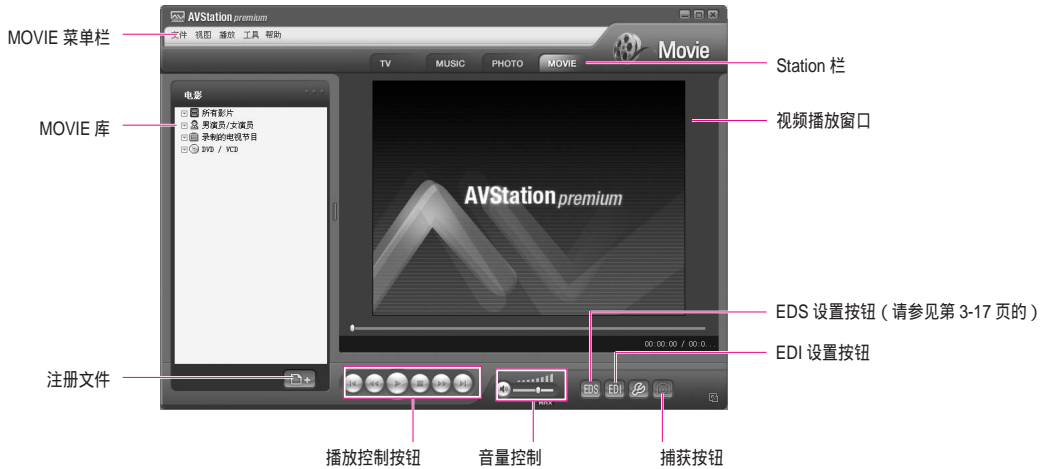 AVStation premium
文件 视图 播放 工具 帮助
MOVIE 菜单栏
Movie
TV MUSIC PHOTO MOVIE
Station 栏
电影
所有影片
男演员/女演员
录制的电视节目
DVD / VCD
MOVIE 库
视频播放窗口
AVStation premium
EDS 设置按钮（请参见第 3-17 页的）
00:00:00 / 00:0...
EDI 设置按钮
注册文件
EDS EDI
MAX
播放控制按钮
音量控制
捕获按钮